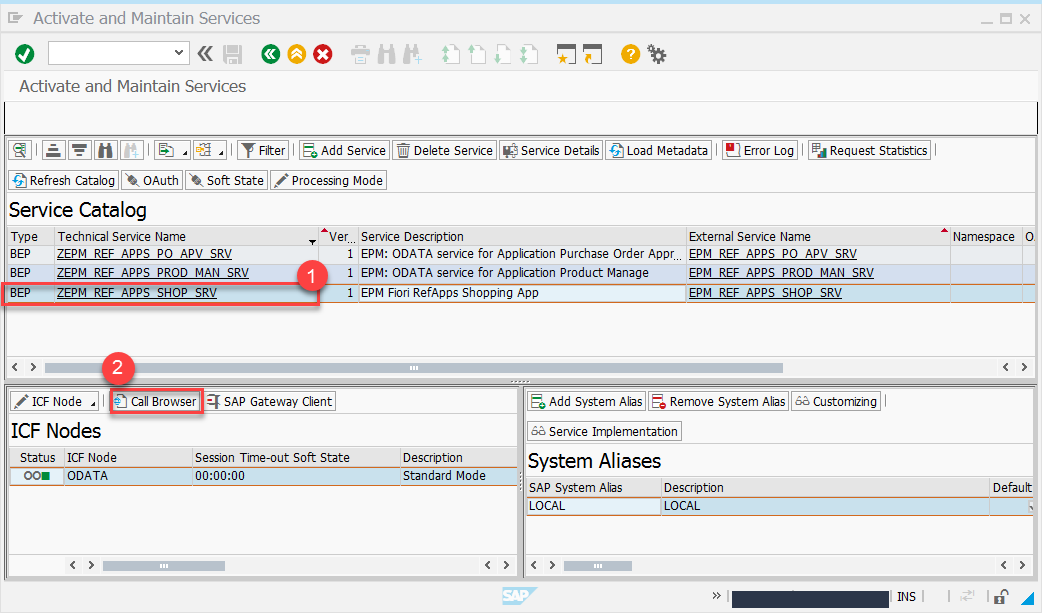 Activate and Maintain Services
Activate and Maintain Services
Filter Add Service Delete Service Service Details Load Metadata Error Log Request Statistics
Refresh Catalog OAuth Soft State Processing Mode
Service Catalog
Type Technical Service Name Ver... Service Description External Service Name Namespace O
BEP ZEPM_REF_APPS_PO_APV_SRV 1 EPM: ODATA service for Application Purchase Order Appr... EPM_REF_APPS_PO_APV_SRV
BEP ZEPM_REF_APPS_PROD_MAN_SRV 1 EPM: ODATA service for Application Product Manage EPM_REF_APPS_PROD_MAN_SRV
1
BEP ZEPM_REF_APPS_SHOP_SRV 1 EPM Fiori RefApps Shopping App EPM_REF_APPS_SHOP_SRV
2
ICF Node Call Browser SAP Gateway Client
ICF Nodes
Status ICF Node Session Time-out Soft State Description
ODATA 00:00:00 Standard Mode
Add System Alias Remove System Alias Customizing
Service Implementation
System Aliases
SAP System Alias Description Default
LOCAL LOCAL
SAP INS